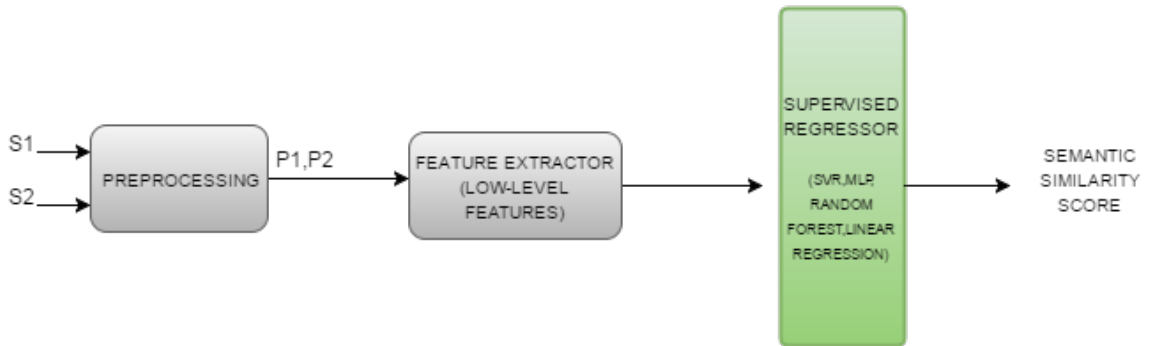 S1
S2
PREPROCESSING
P1,P2
FEATURE EXTRACTOR
(LOW-LEVEL
FEATURES)
SUPERVISED
REGRESSOR
(SVR,MLP,
RANDOM
FOREST,LINEAR
REGRESSION)
SEMANTIC
SIMILARITY
SCORE